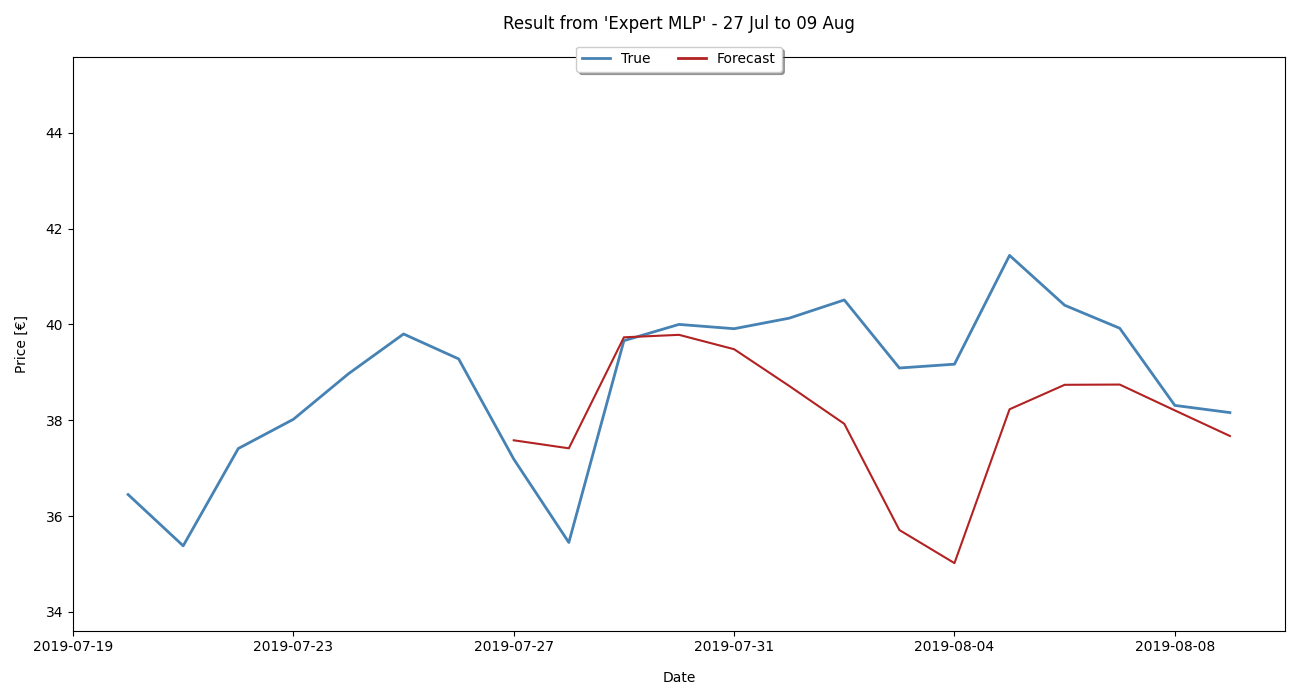 Result from 'Expert MLP' - 27 Jul to 09 Aug
True Forecast
44
42
40
38
36
34
Price [€]
2019-07-19 2019-07-23 2019-07-27 2019-07-31 2019-08-04 2019-08-08
Date